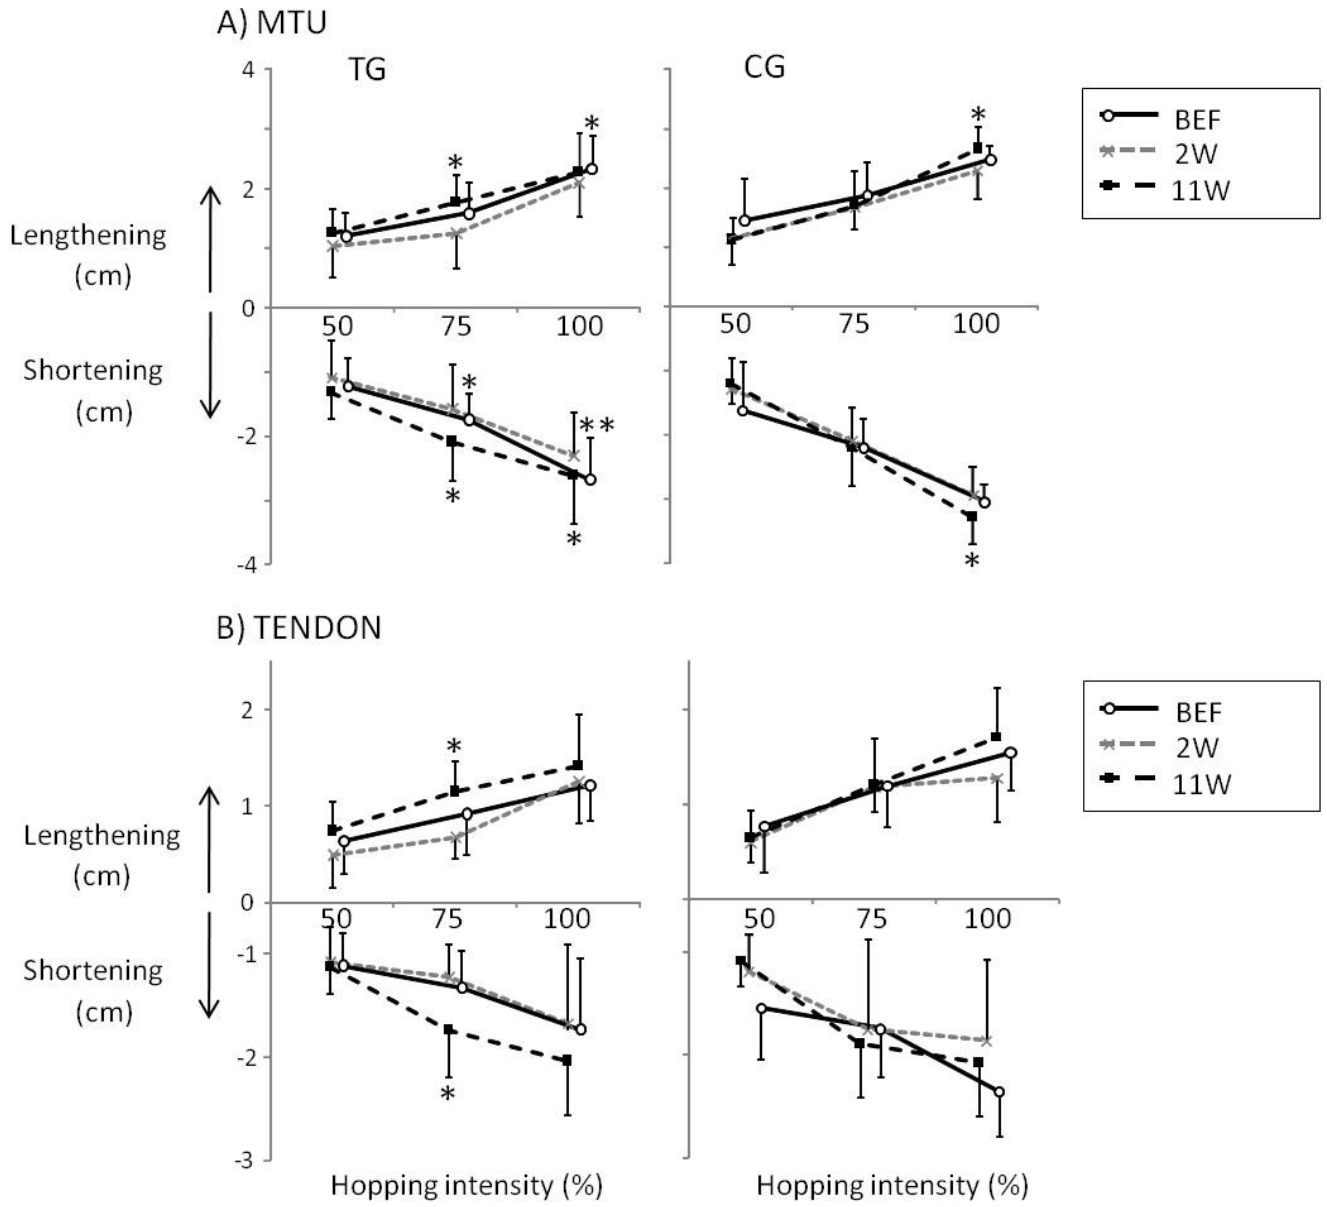 A) MTU
TG
CG
4
2
0
-2
-4
Lengthening
(cm)
Shortening
(cm)
50 75 100
50 75 100
*
*
*
**
*
*
*
*
BEF
2W
11W
B) TENDON
2
1
0
-1
-2
-3
Lengthening
(cm)
Shortening
(cm)
50 75 100
50 75 100
*
*
BEF
2W
11W
Hopping intensity (%)
Hopping intensity (%)